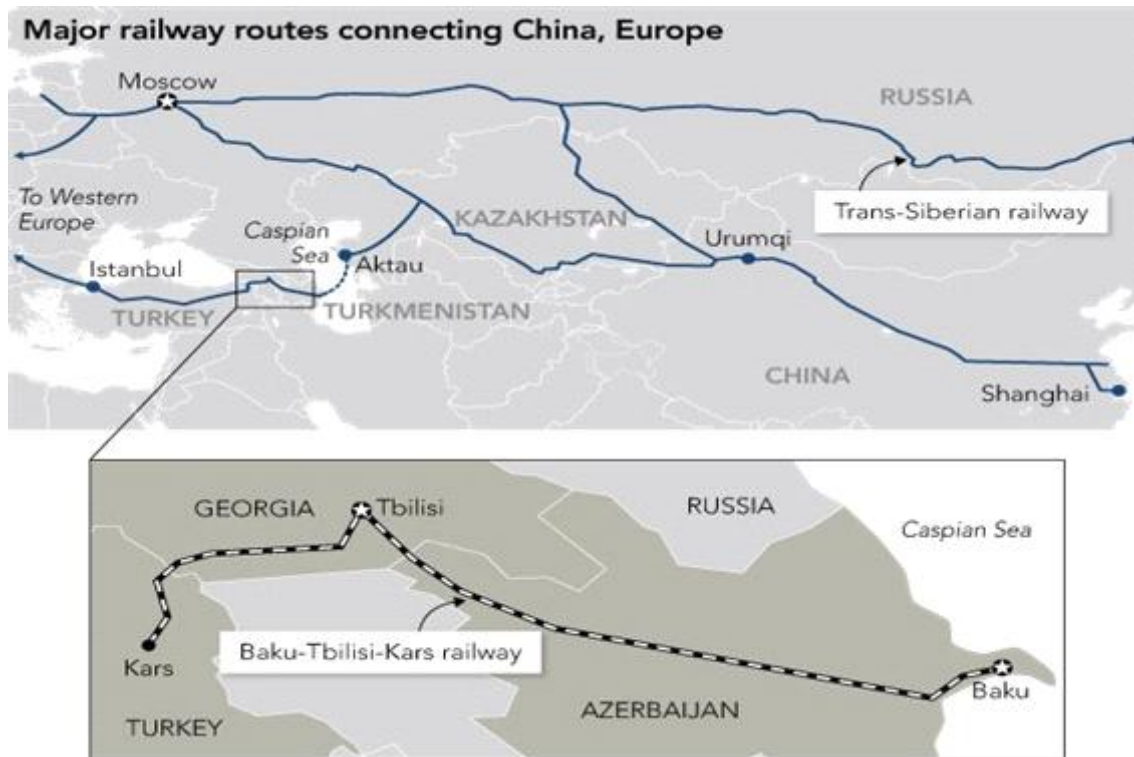 Major railway routes connecting China, Europe
Moscow
RUSSIA
Trans-Siberian railway
To Western
Europe
Caspian
Sea
KAZAKHSTAN
Urumqi
Aktau
Istanbul
TURKEY
TURKMENISTAN
CHINA
Shanghai
GEORGIA
Tbilisi
RUSSIA
Caspian Sea
Baku-Tbilisi-Kars railway
Kars
Baku
AZERBAIJAN
TURKEY